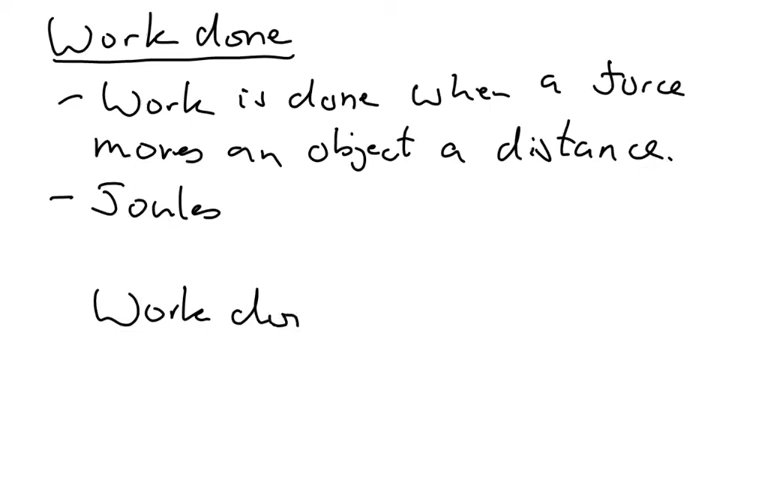 Work done
- Work is done when a force
moves an object a distance.
- Joules
Work don